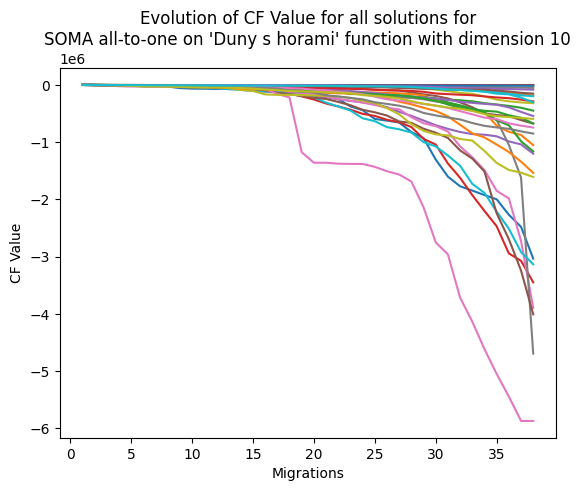 Evolution of CF Value for all solutions for
SOMA all-to-one on 'Duny s horami' function with dimension 10
1e6
0
−1
−2
−3
−4
−5
−6
CF Value
0 5 10 15 20 25 30 35
Migrations